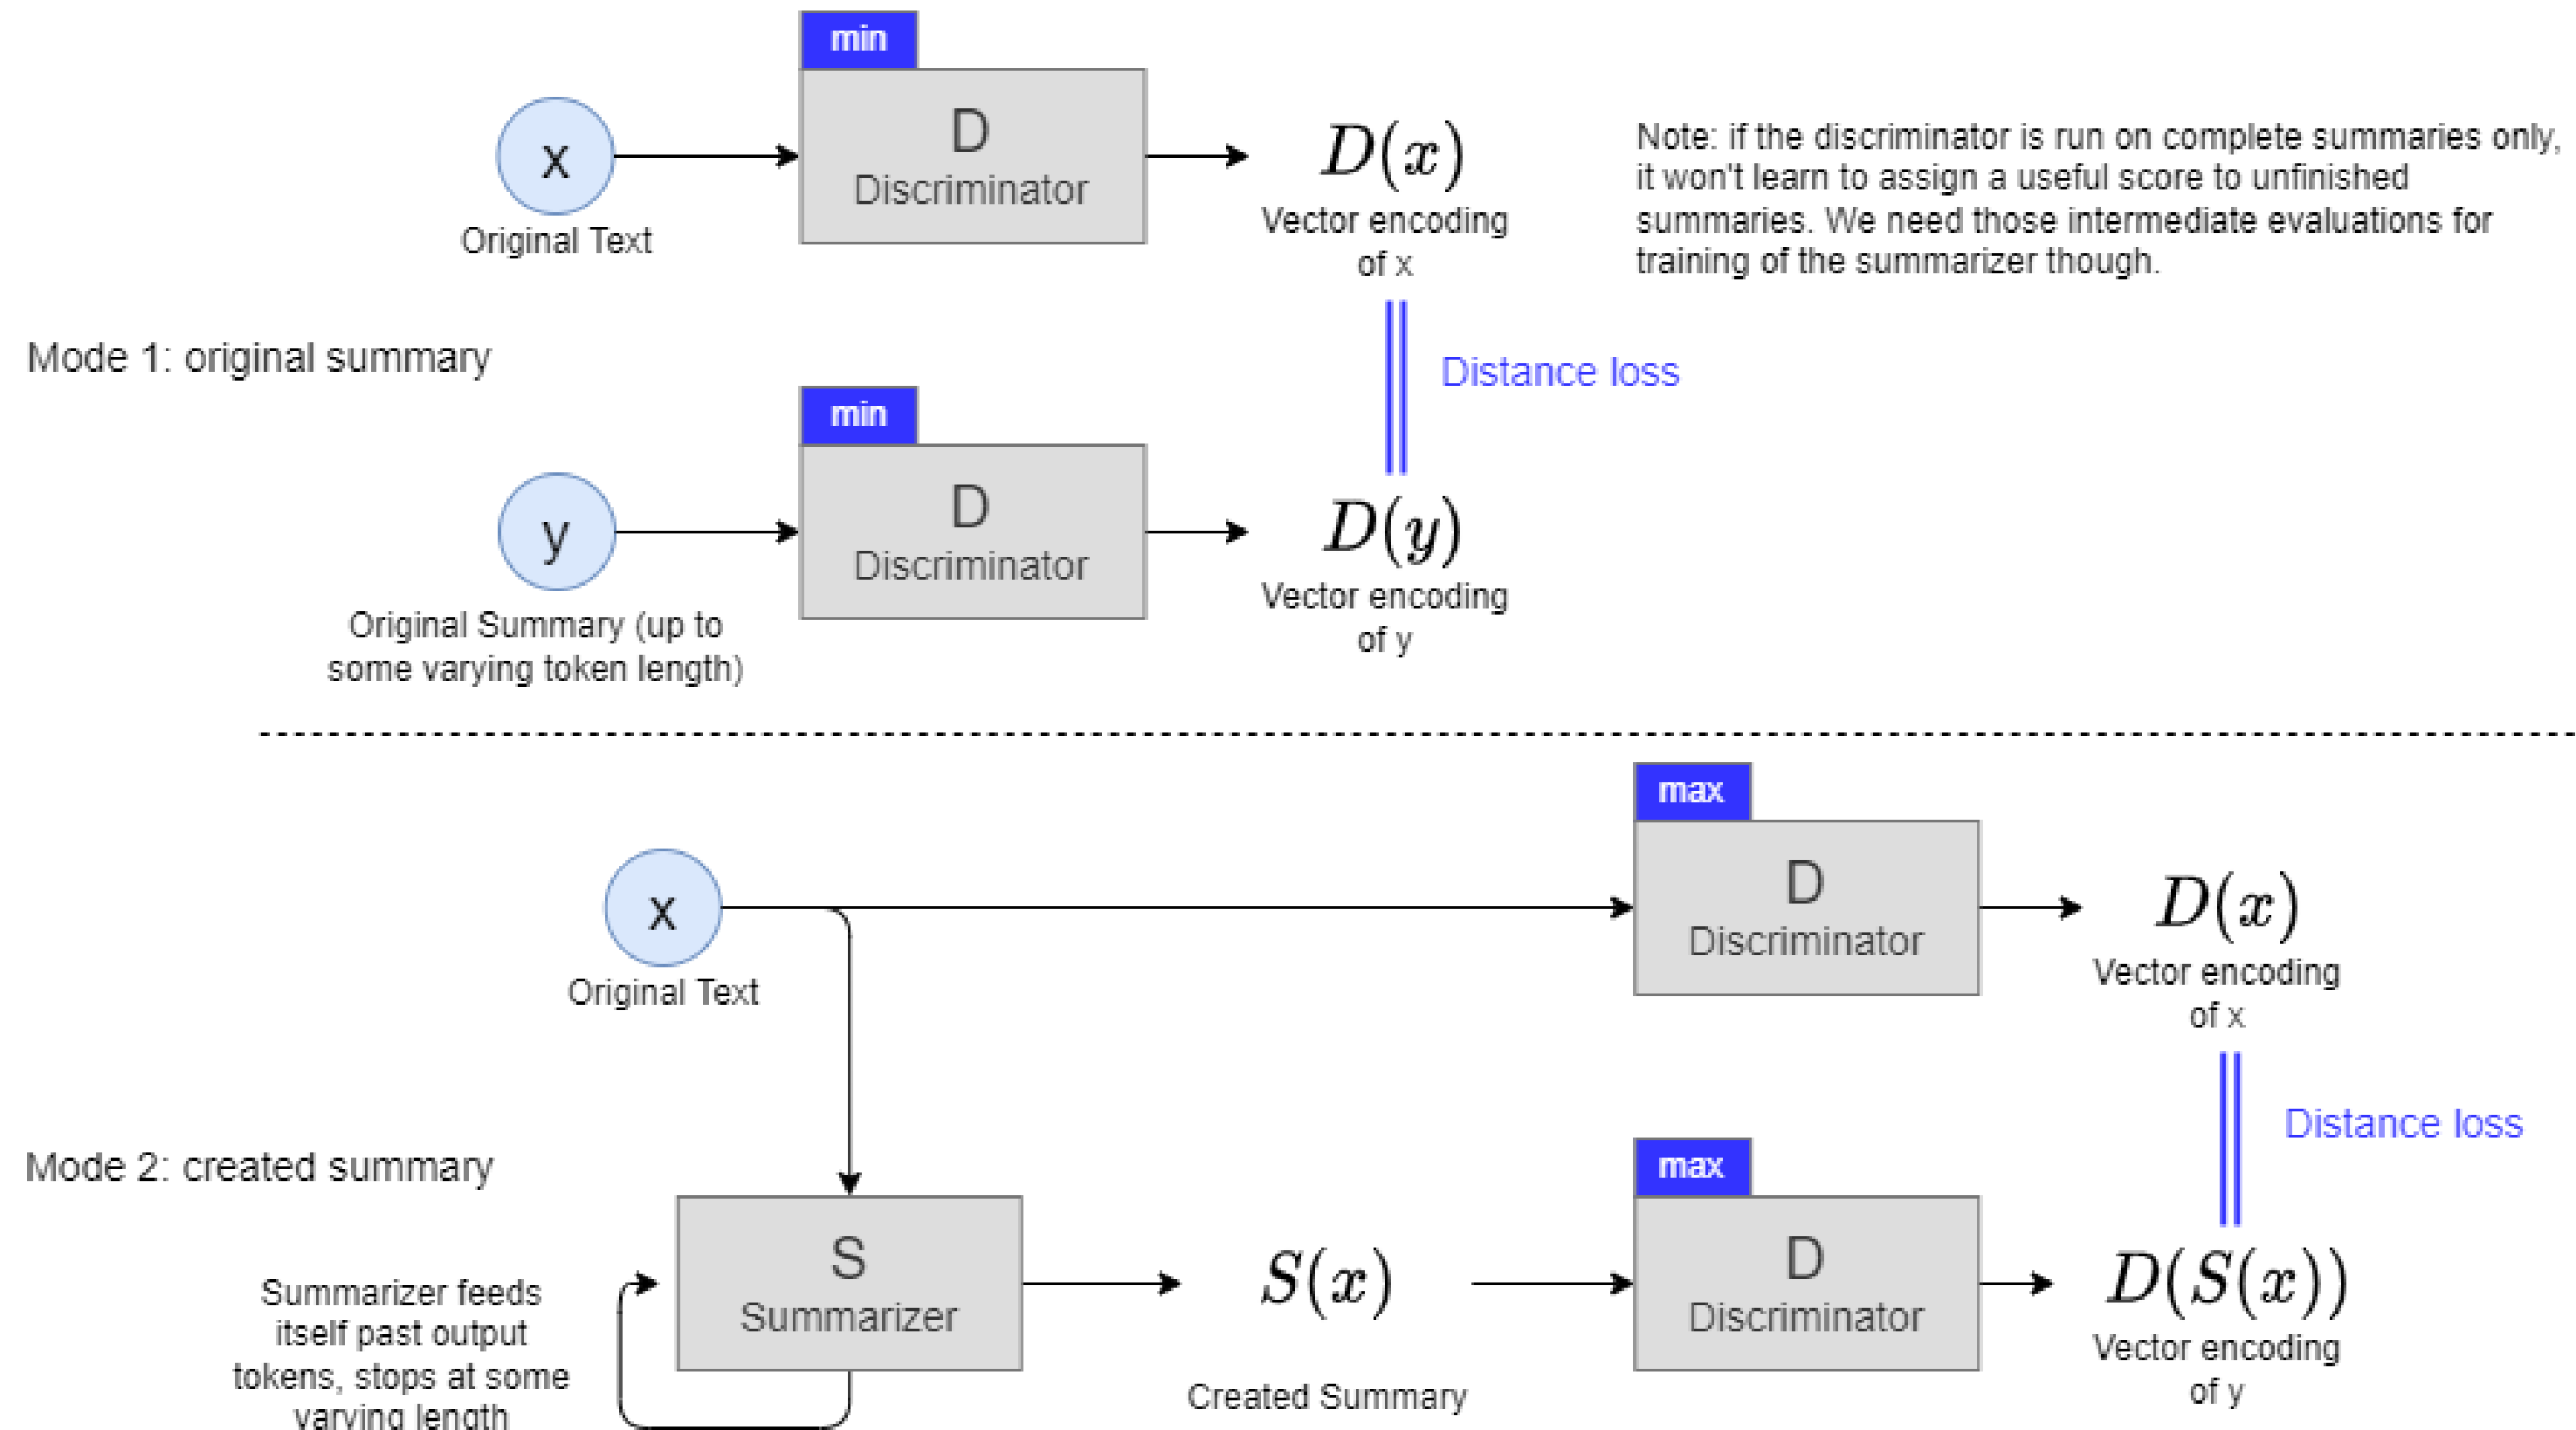 min
x
D
Discriminator
D(x)
Original Text
Vector encoding
of x
Note: if the discriminator is run on complete summaries only,
it won't learn to assign a useful score to unfinished
summaries. We need those intermediate evaluations for
training of the summarizer though.
Mode 1: original summary
Distance loss
min
y
D
Discriminator
D(y)
Original Summary (up to
some varying token length)
Vector encoding
of y
max
x
D
Discriminator
D(x)
Original Text
Vector encoding
of x
Mode 2: created summary
Distance loss
max
Summarizer feeds
itself past output
tokens, stops at some
varying length
S
Summarizer
S(x)
Created Summary
D
Discriminator
D(S(x))
Vector encoding
of y